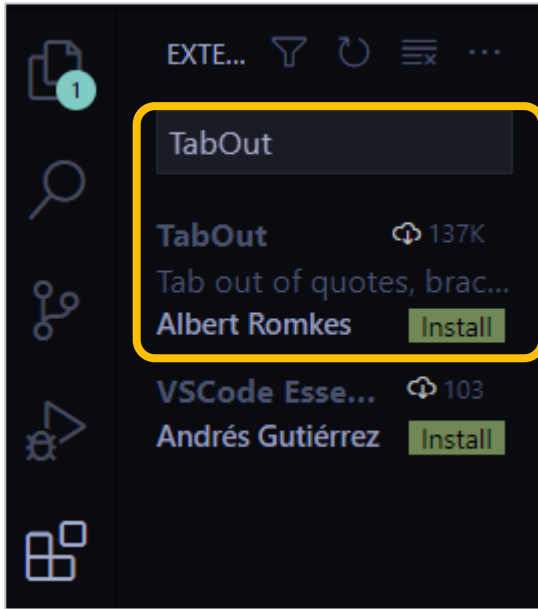 EXTE...
1
TabOut
TabOut 137K
Tab out of quotes, brac...
Albert Romkes Install
VSCode Esse... 103
Andrés Gutiérrez Install